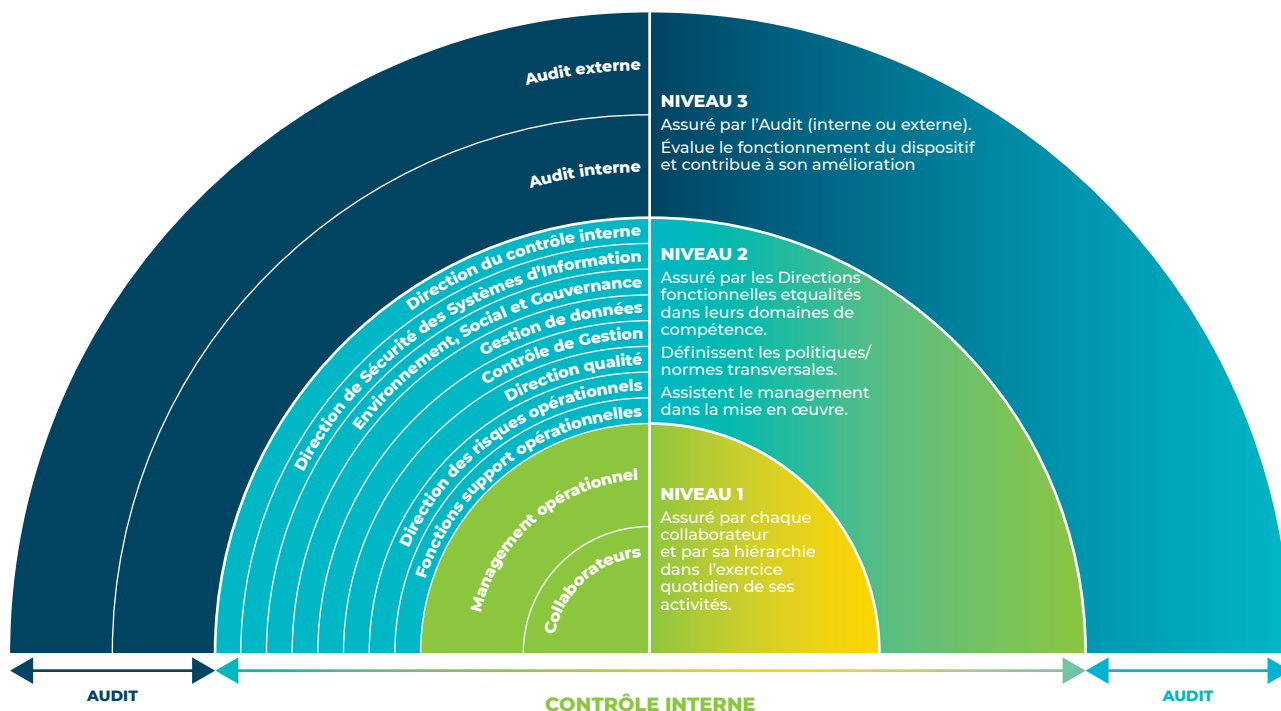 Audit externe
Audit interne
Direction du contrôle interne
Direction de Sécurité des Systèmes d'Information
Environnement, Social et Gouvernance
Gestion de données
Contrôle de Gestion
Direction qualité
Direction des risques opérationnels
Fonctions support opérationnelles
Management opérationnel
Collaborateurs
NIVEAU 3
Assuré par l'Audit (interne ou externe).
Évalue le fonctionnement du dispositif
et contribue à son amélioration
NIVEAU 2
Assuré par les Directions
fonctionnelles etqualités
dans leurs domaines de
compétence.
Définissent les politiques/
normes transversales.
Assistent le management
dans la mise en œuvre.
NIVEAU 1
Assuré par chaque
collaborateur
et par sa hiérarchie
dans l'exercice
quotidien de ses
activités.
AUDIT
CONTRÔLE INTERNE
AUDIT